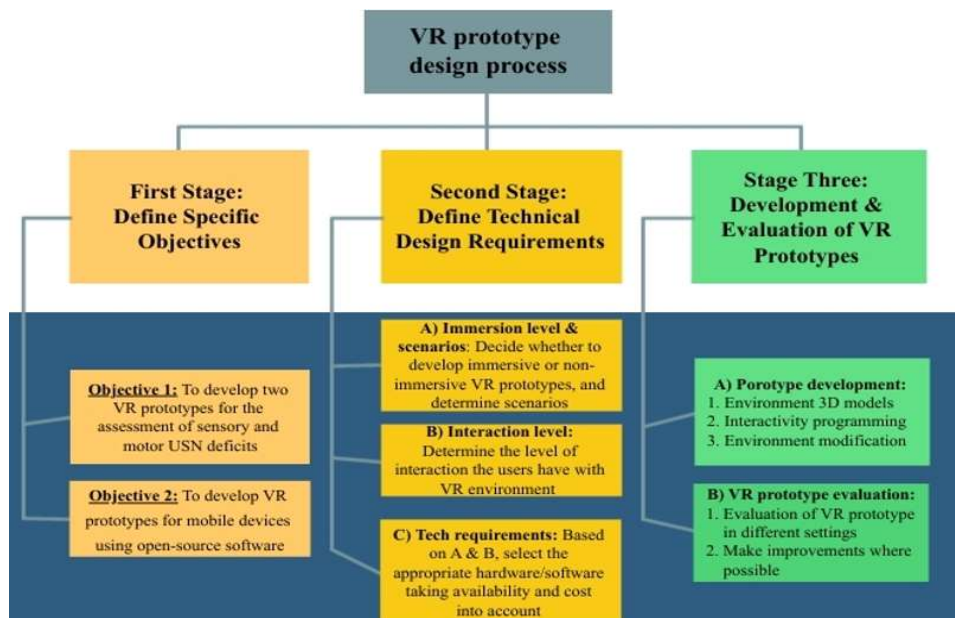 VR prototype
design process
First Stage:
Define Specific
Objectives
Objective 1: To develop two
VR prototypes for the
assessment of sensory and
motor USN deficits
Objective 2: To develop VR
prototypes for mobile devices
using open-source software
Second Stage:
Define Technical
Design Requirements
A) Immersion level &
scenarios: Decide whether to
develop immersive or non-
immersive VR prototypes, and
determine scenarios
B) Interaction level:
Determine the level of
interaction the users have with
VR environment
C) Tech requirements: Based
on A & B, select the
appropriate hardware/software
taking availability and cost
into account
Stage Three:
Development &
Evaluation of VR
Prototypes
A) Porotype development:
1. Environment 3D models
2. Interactivity programming
3. Environment modification
B) VR prototype evaluation:
1. Evaluation of VR prototype
in different settings
2. Make improvements where
possible